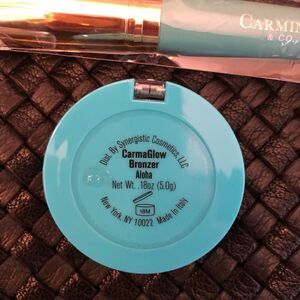 CARMIN
& CO.
Dist. By Synergistic Cosmetics, LLC
CarmaGlow
Bronzer
Aloha
Net Wt. .18oz (5.0g)
18M
New York, NY 10022. Made In Italy